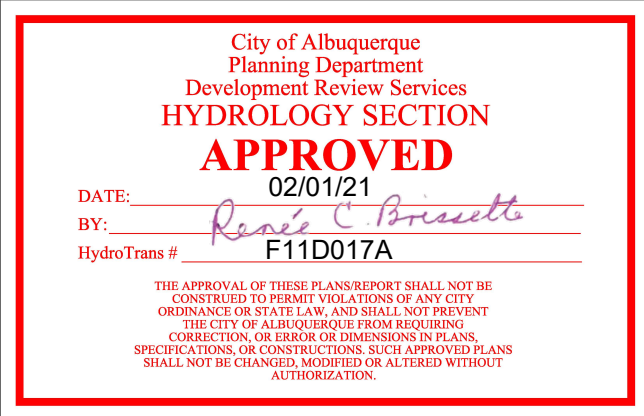 City of Albuquerque
Planning Department
Development Review Services
HYDROLOGY SECTION
APPROVED
DATE: 02/01/21
BY: Renée C. Brissette
HydroTrans # F11D017A
THE APPROVAL OF THESE PLANS/REPORT SHALL NOT BE
CONSTRUED TO PERMIT VIOLATIONS OF ANY CITY
ORDINANCE OR STATE LAW, AND SHALL NOT PREVENT
THE CITY OF ALBUQUERQUE FROM REQUIRING
CORRECTION, OR ERROR OR DIMENSIONS IN PLANS,
SPECIFICATIONS, OR CONSTRUCTIONS. SUCH APPROVED PLANS
SHALL NOT BE CHANGED, MODIFIED OR ALTERED WITHOUT
AUTHORIZATION.